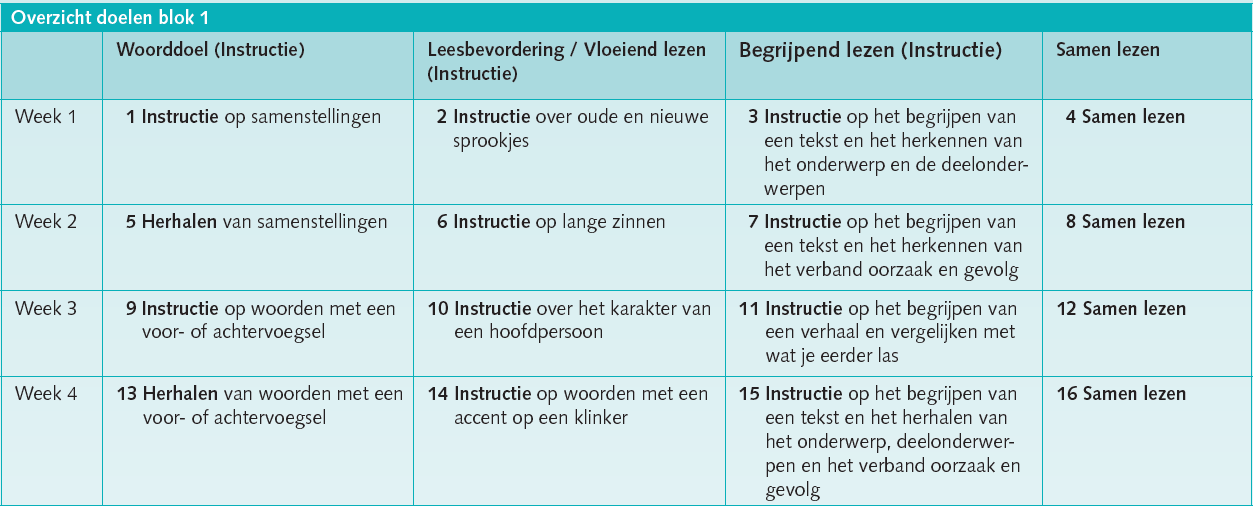 Overzicht doelen blok 1
Woorddoel (Instructie)
Leesbevordering / Vloeiend lezen
(Instructie)
Begrijpend lezen (Instructie)
Samen lezen
Week 1
1 Instructie op samenstellingen
2 Instructie over oude en nieuwe
sprookjes
3 Instructie op het begrijpen van
een tekst en het herkennen van
het onderwerp en de deelonder-
werpen
4 Samen lezen
Week 2
5 Herhalen van samenstellingen
6 Instructie op lange zinnen
7 Instructie op het begrijpen van
een tekst en het herkennen van
het verband oorzaak en gevolg
8 Samen lezen
Week 3
9 Instructie op woorden met een
voor- of achtervoegsel
10 Instructie over het karakter van
een hoofdpersoon
11 Instructie op het begrijpen van
een verhaal en vergelijken met
wat je eerder las
12 Samen lezen
Week 4
13 Herhalen van woorden met een
voor- of achtervoegsel
14 Instructie op woorden met een
accent op een klinker
15 Instructie op het begrijpen van
een tekst en het herhalen van
het onderwerp, deelonderwer-
pen en het verband oorzaak en
gevolg
16 Samen lezen